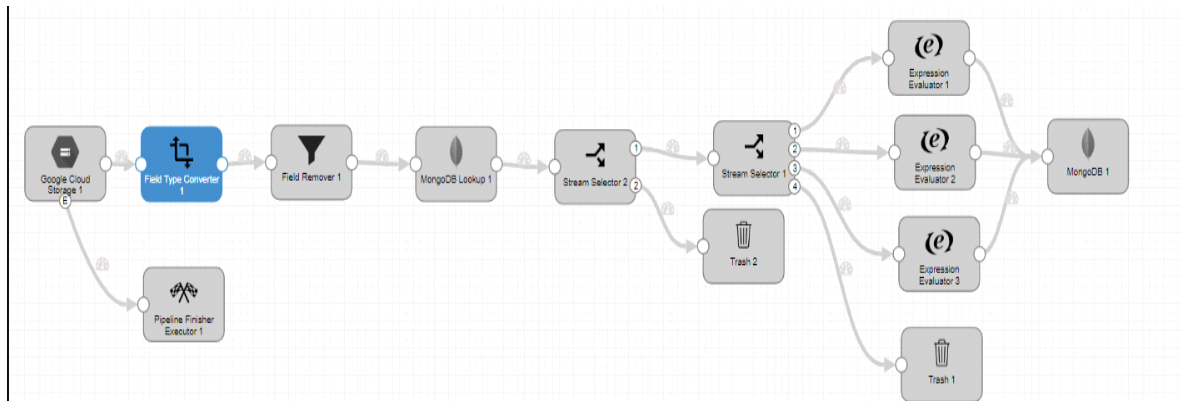 Google Cloud
Storage 1
E
Field Type Converter
1
Field Remover 1
MongoDB Lookup 1
Stream Selector 2
1
2
Stream Selector 1
1
2
3
4
(e)
Expression
Evaluator 1
(e)
Expression
Evaluator 2
(e)
Expression
Evaluator 3
MongoDB 1
Trash 2
Pipeline Finisher
Executor 1
Trash 1